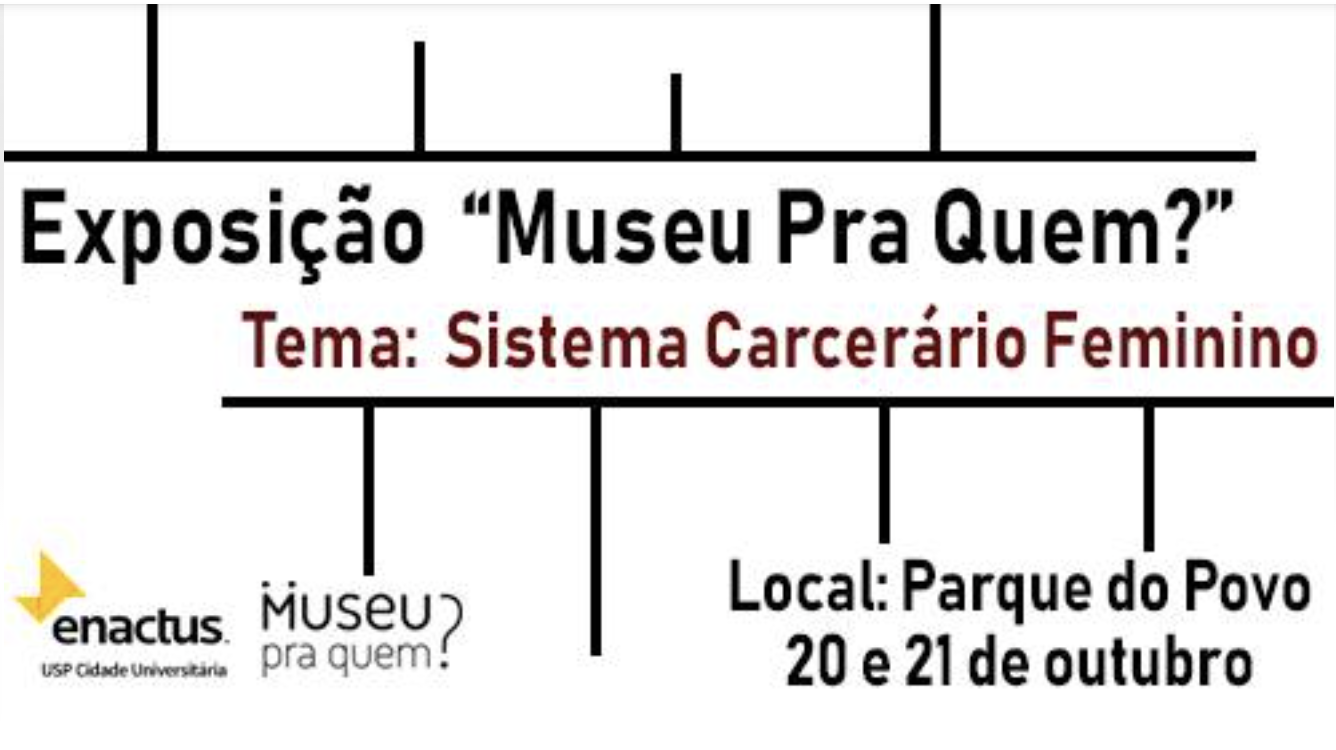 Exposição “Museu Pra Quem?”
Tema: Sistema Carcerário Feminino
enactus.
USP Cidade Universitária
Museu
pra quem?
Local: Parque do Povo
20 e 21 de outubro